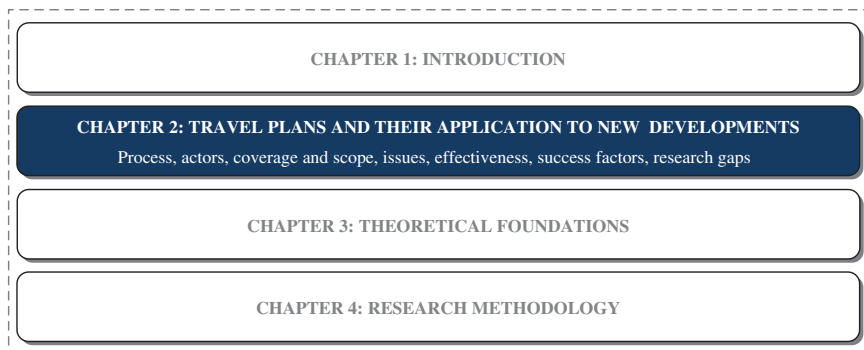 CHAPTER 1: INTRODUCTION
CHAPTER 2: TRAVEL PLANS AND THEIR APPLICATION TO NEW DEVELOPMENTS
Process, actors, coverage and scope, issues, effectiveness, success factors, research gaps
CHAPTER 3: THEORETICAL FOUNDATIONS
CHAPTER 4: RESEARCH METHODOLOGY